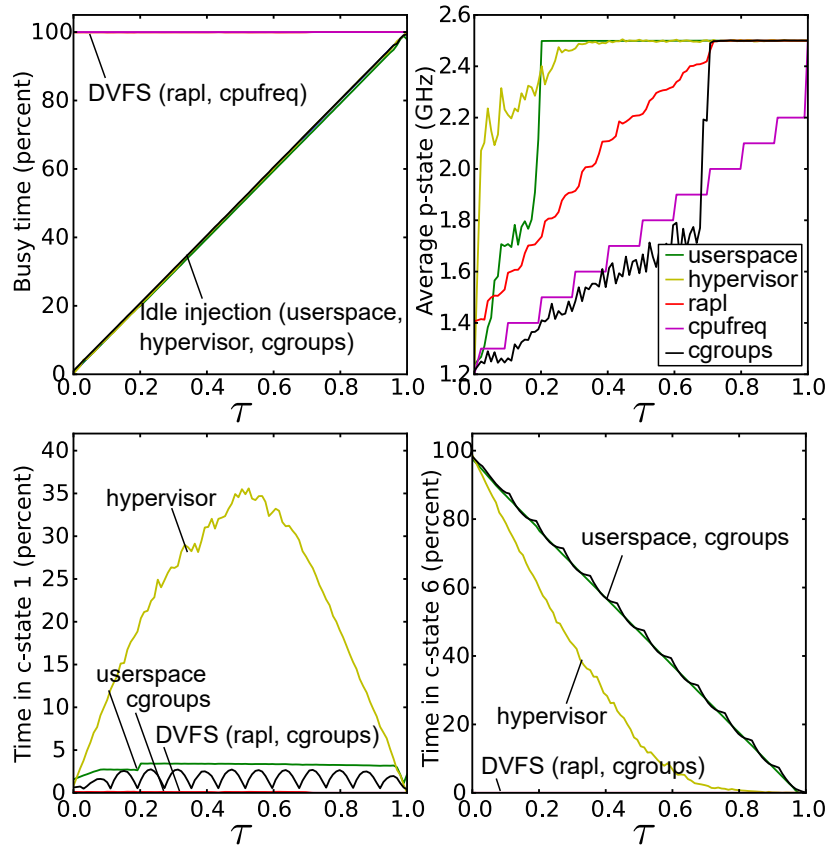 100
80
60
40
20
0
Busy time (percent)
DVFS (rapl, cpufreq)
Idle injection (userspace,
hypervisor, cgroups)
0.0 0.2 0.4 0.6 0.8 1.0
τ
2.6
2.4
2.2
2.0
1.8
1.6
1.4
1.2
Average p-state (GHz)
userspace
hypervisor
rapl
cpufreq
cgroups
0.0 0.2 0.4 0.6 0.8 1.0
τ
40
35
30
25
20
15
10
5
0
Time in c-state 1 (percent)
hypervisor
userspace
cgroups
DVFS (rapl, cgroups)
0.0 0.2 0.4 0.6 0.8 1.0
τ
100
80
60
40
20
0
Time in c-state 6 (percent)
userspace, cgroups
hypervisor
DVFS (rapl, cgroups)
0.0 0.2 0.4 0.6 0.8 1.0
τ